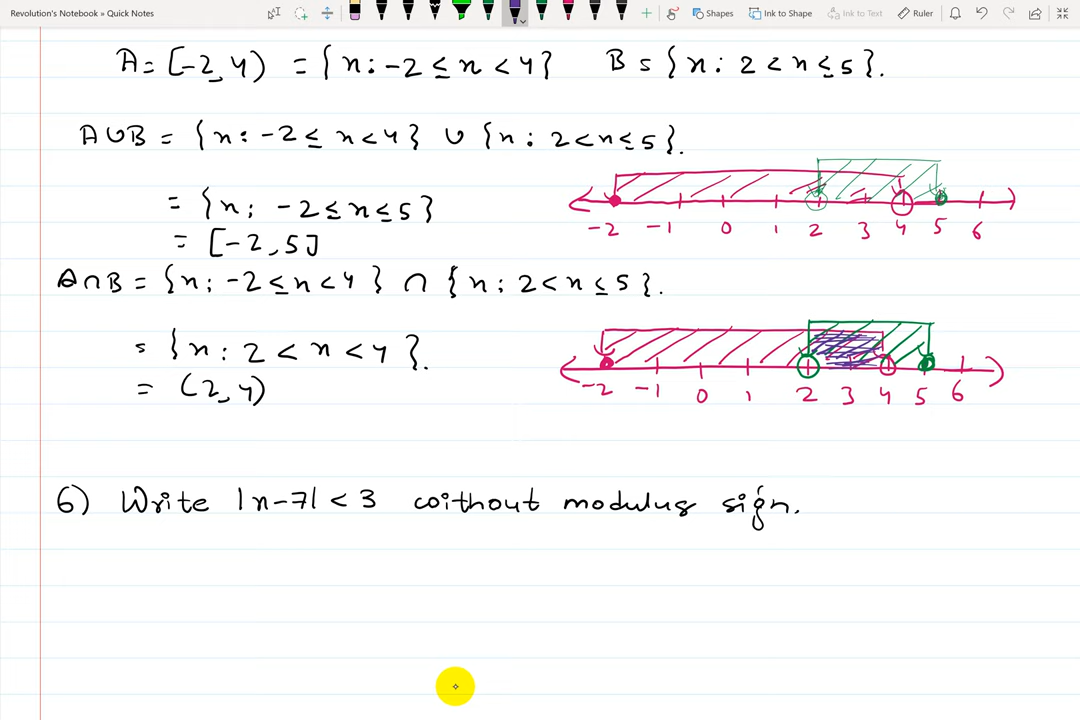 Revolution's Notebook » Quick Notes
Shapes Ink to Shape Ink to Text Ruler
A = [-2, 4) = {x : -2 ≤ x < 4} B = {x : 2 < x ≤ 5}.
A∪B = {x : -2 ≤ x < 4} ∪ {x : 2 < x ≤ 5}.
= {x : -2 ≤ x ≤ 5}
-2 -1 0 1 2 3 4 5 6
= [-2, 5]
A∩B = {x : -2 ≤ x < 4} ∩ {x : 2 < x ≤ 5}.
= {x : 2 < x < 4}.
= (2, 4)
-2 -1 0 1 2 3 4 5 6
6) Write |x-7| < 3 without modulus sign.